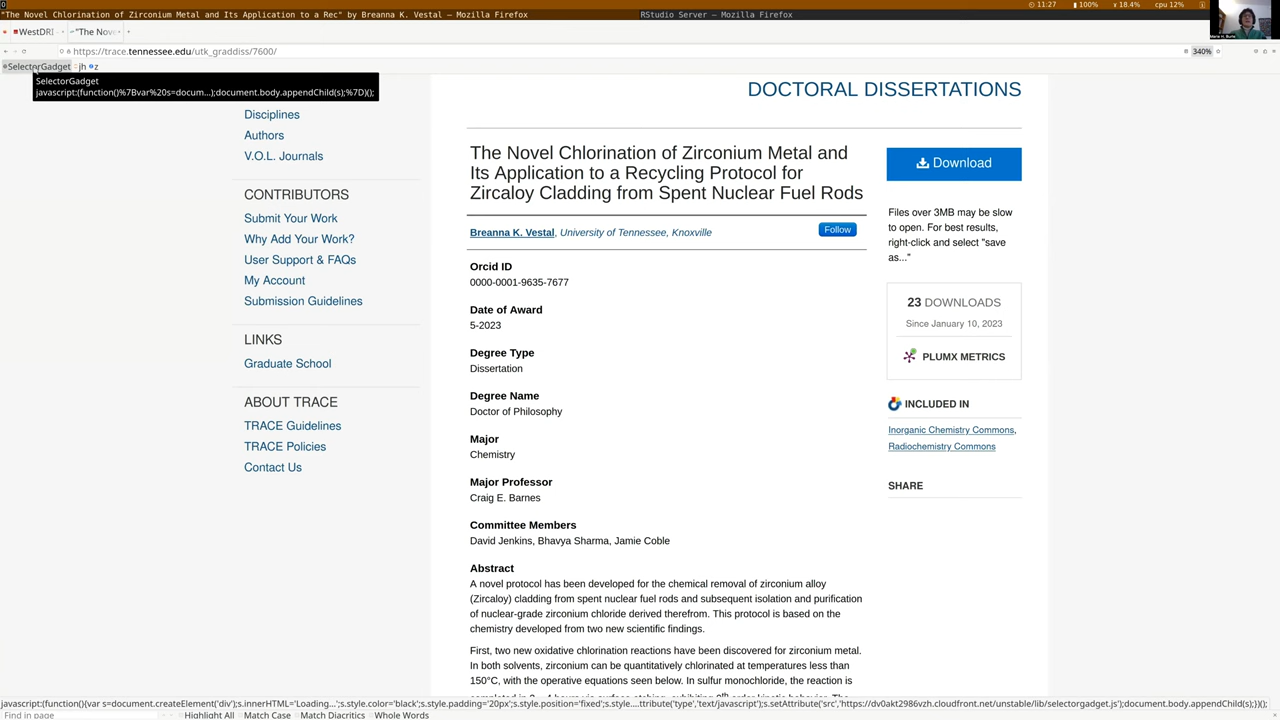 0
11:27
100%
18.4%
cpu 12%
"The Novel Chlorination of Zirconium Metal and Its Application to a Rec" by Breanna K. Vestal — Mozilla Firefox
RStudio Server — Mozilla Firefox
WestDRI
"The Nove
https://trace.tennessee.edu/utk_graddiss/7600/
340%
SelectorGadget
jh
z
SelectorGadget
javascript:(function()%7Bvar%20s=docum...);document.body.appendChild(s);%7D)();
Disciplines
Authors
V.O.L. Journals
CONTRIBUTORS
Submit Your Work
Why Add Your Work?
User Support & FAQs
My Account
Submission Guidelines
LINKS
Graduate School
ABOUT TRACE
TRACE Guidelines
TRACE Policies
Contact Us
DOCTORAL DISSERTATIONS
The Novel Chlorination of Zirconium Metal and
Its Application to a Recycling Protocol for
Zircaloy Cladding from Spent Nuclear Fuel Rods
Breanna K. Vestal, University of Tennessee, Knoxville
Follow
Orcid ID
0000-0001-9635-7677
Date of Award
5-2023
Degree Type
Dissertation
Degree Name
Doctor of Philosophy
Major
Chemistry
Major Professor
Craig E. Barnes
Committee Members
David Jenkins, Bhavya Sharma, Jamie Coble
Abstract
A novel protocol has been developed for the chemical removal of zirconium alloy
(Zircaloy) cladding from spent nuclear fuel rods and subsequent isolation and purification
of nuclear-grade zirconium chloride derived therefrom. This protocol is based on the
chemistry developed from two new scientific findings.
First, two new oxidative chlorination reactions have been discovered for zirconium metal.
In both solvents, zirconium can be quantitatively chlorinated at temperatures less than
150°C, with the operative equations seen below. In sulfur monochloride, the reaction is
Download
Files over 3MB may be slow
to open. For best results,
right-click and select "save
as..."
23 DOWNLOADS
Since January 10, 2023
PLUMX METRICS
INCLUDED IN
Inorganic Chemistry Commons,
Radiochemistry Commons
SHARE
javascript:(function(){var s=document.createElement('div');s.innerHTML='Loading...';s.style.color='black';s.style.padding='20px';s.style.position='fixed';s.style....ttribute('type','text/javascript');s.setAttribute('src','https://dv0akt2986vzh.cloudfront.net/unstable/lib/selectorgadget.js');document.body.appendChild(s);})();
Find in page
Highlight All
Match Case
Match Diacritics
Whole Words